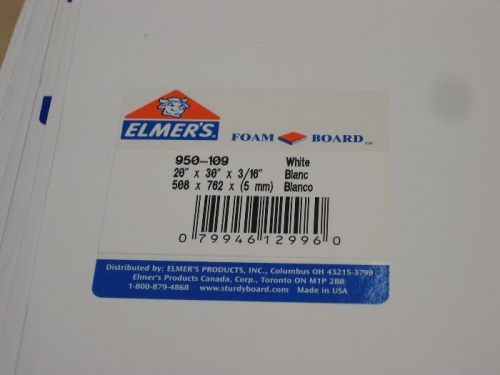 ELMER'S
FOAM BOARD™
950-109 White
20" x 30" x 3/16" Blanc
508 x 762 x (5 mm) Blanco
0 79946 12996 0
Distributed by: ELMER'S PRODUCTS, INC., Columbus OH 43215-3799
Elmer's Products Canada, Corp., Toronto ON M1P 2B8
1-800-879-4868 www.sturdyboard.com Made in USA